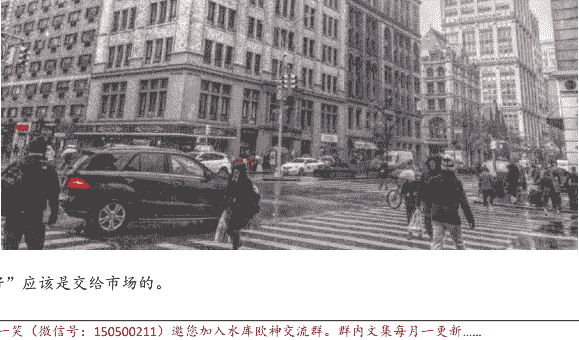 ”应该是交给市场的。
一笑（微信号：150500211）邀您加入水库欧神交流群。群内文集每月一更新……